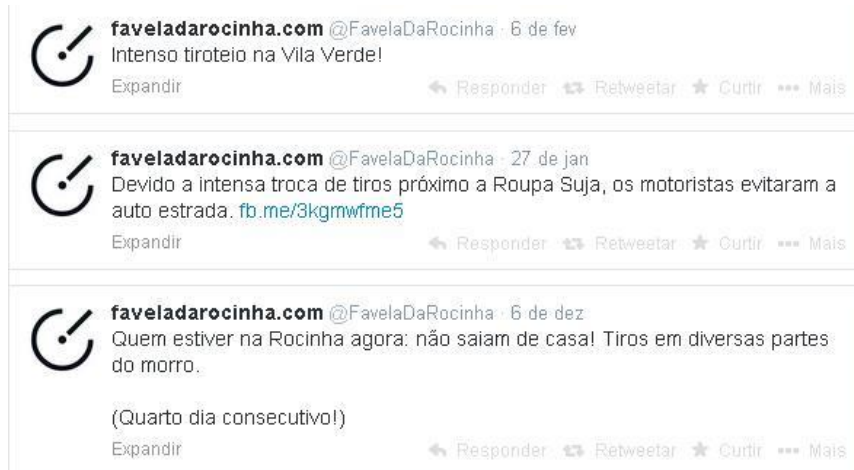 faveladarocinha.com @FavelaDaRocinha · 6 de fev
Intenso tiroteio na Vila Verde!
Expandir Responder Retweetar Curtir Mais
faveladarocinha.com @FavelaDaRocinha · 27 de jan
Devido a intensa troca de tiros próximo a Roupa Suja, os motoristas evitaram a
auto estrada. fb.me/3kgmwfme5
Expandir Responder Retweetar Curtir Mais
faveladarocinha.com @FavelaDaRocinha · 6 de dez
Quem estiver na Rocinha agora: não saiam de casa! Tiros em diversas partes
do morro.
(Quarto dia consecutivo!)
Expandir Responder Retweetar Curtir Mais